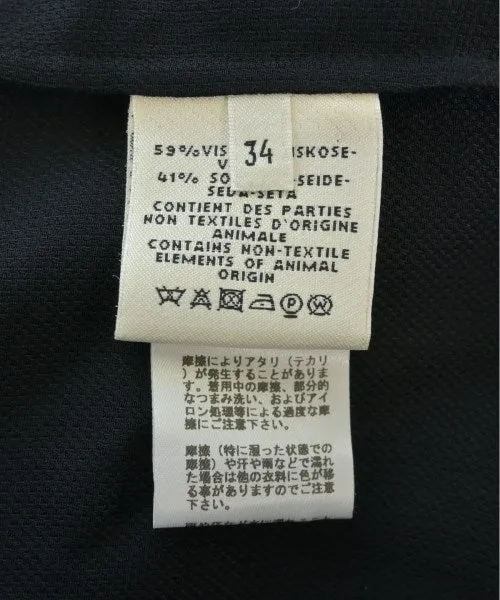 34
59%VIS ISKOSE-
V
41% SO -SEIDE-
SEDA-SETA
CONTIENT DES PARTIES
NON TEXTILES D'ORIGINE
ANIMALE
CONTAINS NON-TEXTILE
ELEMENTS OF ANIMAL
ORIGIN
P W
摩擦によりアタリ(テカリ
)が発生することがありま
す。着用中の摩擦、部分的
なつまみ洗い、およびアイ
ロン処理等による過度な摩
擦にご注意下さい。
摩擦(特に湿った状態での
摩擦)や汗や雨などで濡れ
た場合は他の衣料に色が移
る事がありますのでご注意
下さい。